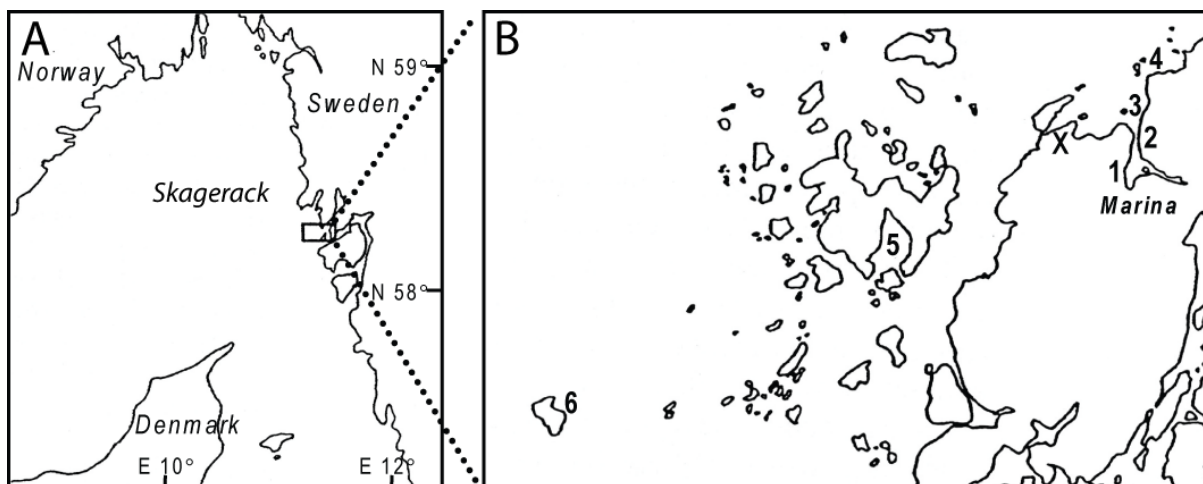 A
Norway
N 59°
Sweden
Skagerack
N 58°
Denmark
E 10°
E 12°
B
4
3
X
2
1
Marina
5
6